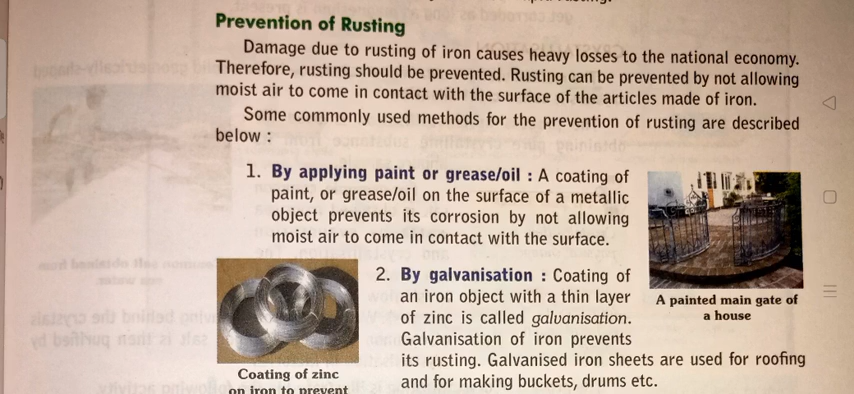 Prevention of Rusting
Damage due to rusting of iron causes heavy losses to the national economy.
Therefore, rusting should be prevented. Rusting can be prevented by not allowing
moist air to come in contact with the surface of the articles made of iron.
Some commonly used methods for the prevention of rusting are described
below :
1. By applying paint or grease/oil : A coating of
paint, or grease/oil on the surface of a metallic
object prevents its corrosion by not allowing
moist air to come in contact with the surface.
A painted main gate of
a house
2. By galvanisation : Coating of
an iron object with a thin layer
of zinc is called galvanisation.
Galvanisation of iron prevents
its rusting. Galvanised iron sheets are used for roofing
and for making buckets, drums etc.
Coating of zinc
on iron to prevent